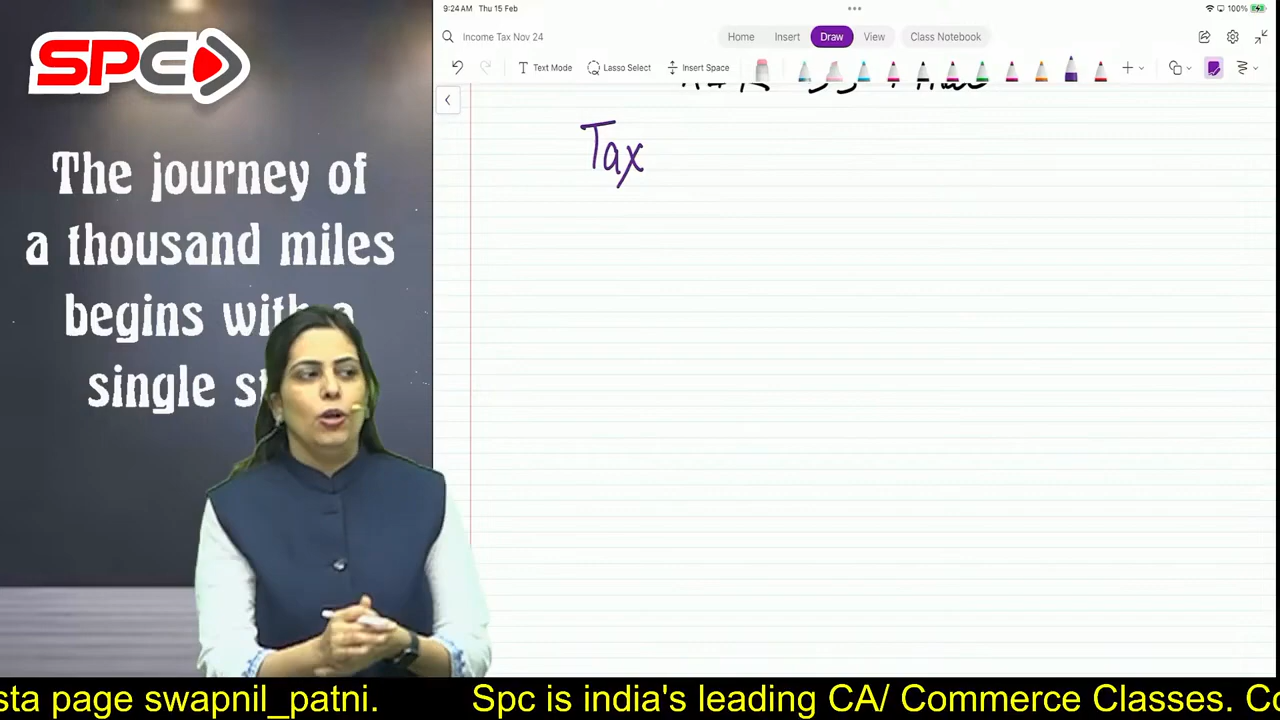 SPC
The journey of
a thousand miles
begins with a
single
9:24 AM Thu 15 Feb
100%
Income Tax Nov 24
Home Insert Draw View Class Notebook
Text Mode Lasso Select Insert Space
Tax
sta page swapnil_patni. Spc is india's leading CA/ Commerce Classes. Co